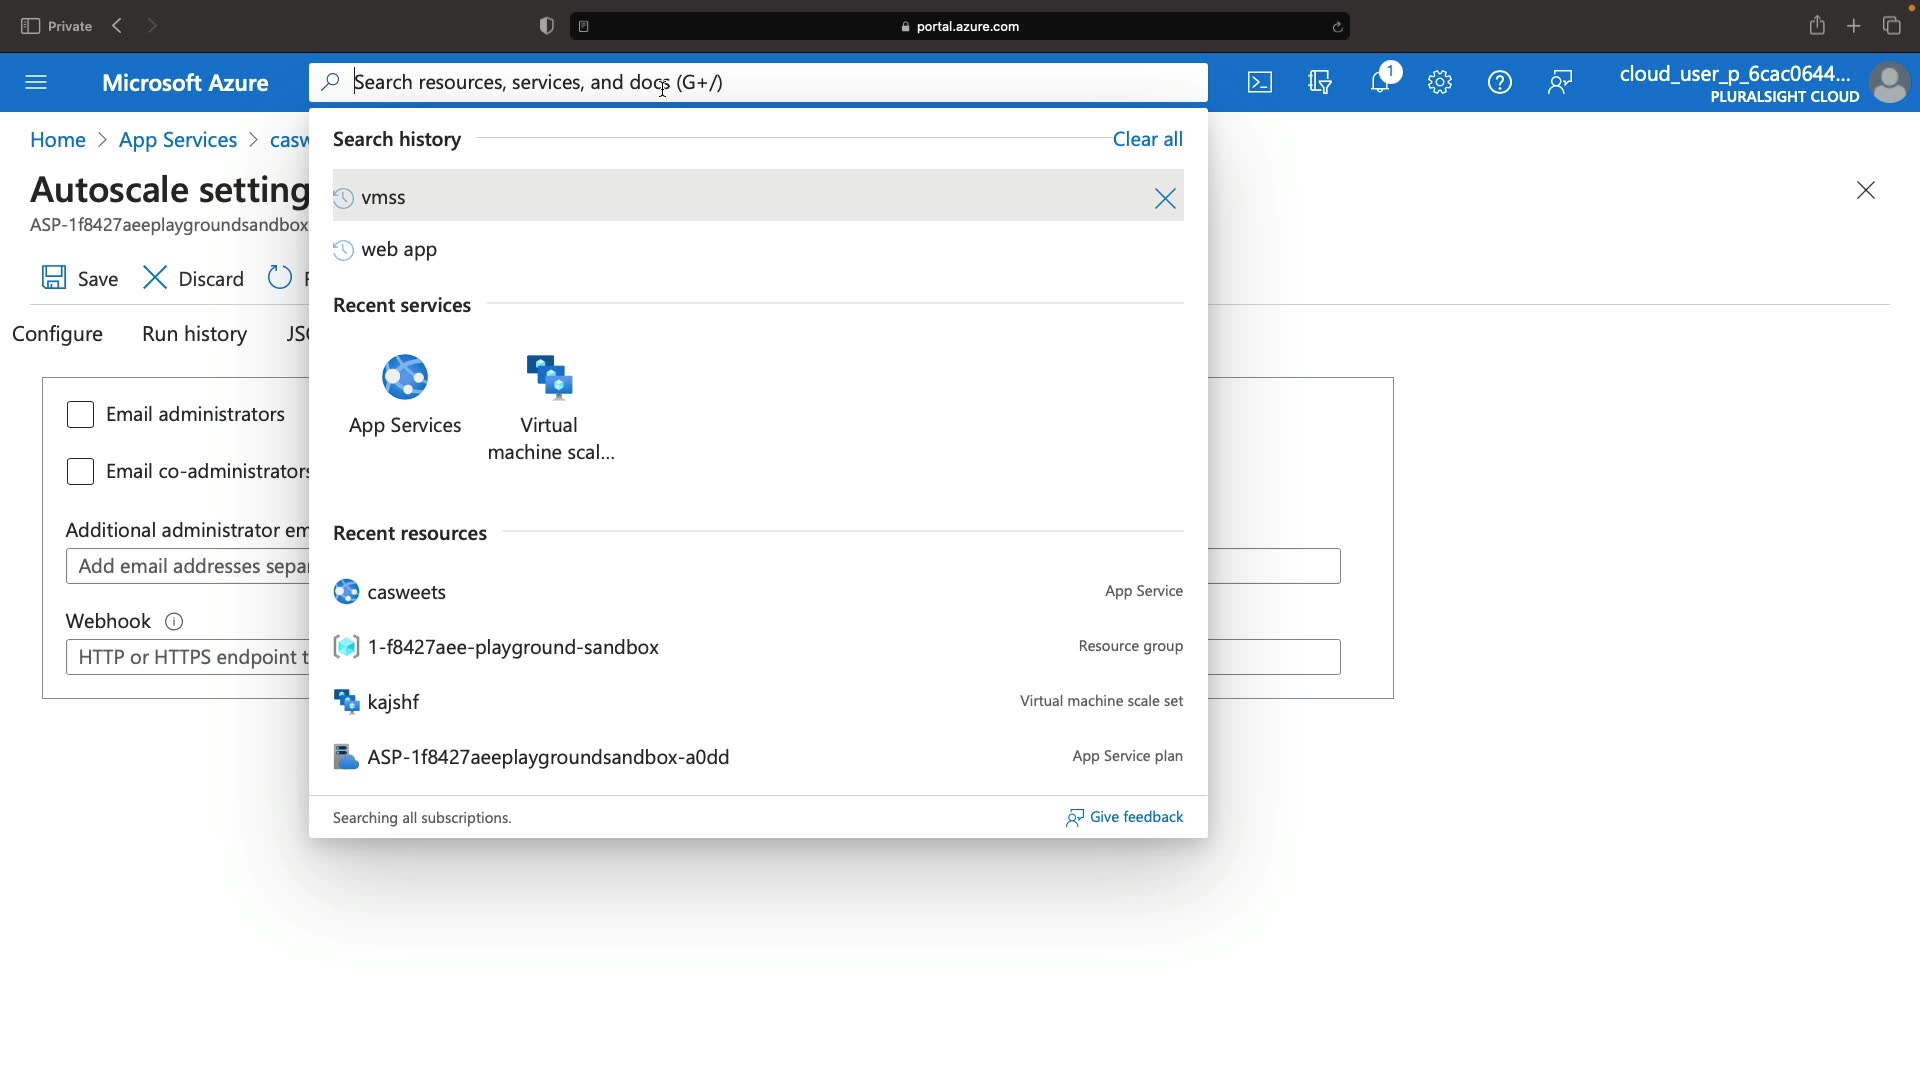 Private
portal.azure.com
Microsoft Azure
Search resources, services, and docs (G+/)
1
cloud_user_p_6cac0644...
PLURALSIGHT CLOUD
Home > App Services > casw
Autoscale setting
ASP-1f8427aeeplaygroundsandbox
Save
Discard
Configure
Run history
Search history
Clear all
vmss
web app
Recent services
App Services
Virtual
machine scal...
Recent resources
casweets
App Service
1-f8427aee-playground-sandbox
Resource group
kajshf
Virtual machine scale set
ASP-1f8427aeeplaygroundsandbox-a0dd
App Service plan
Searching all subscriptions.
Give feedback
Email administrators
Email co-administrators
Additional administrator em
Add email addresses sepa
Webhook
HTTP or HTTPS endpoint t